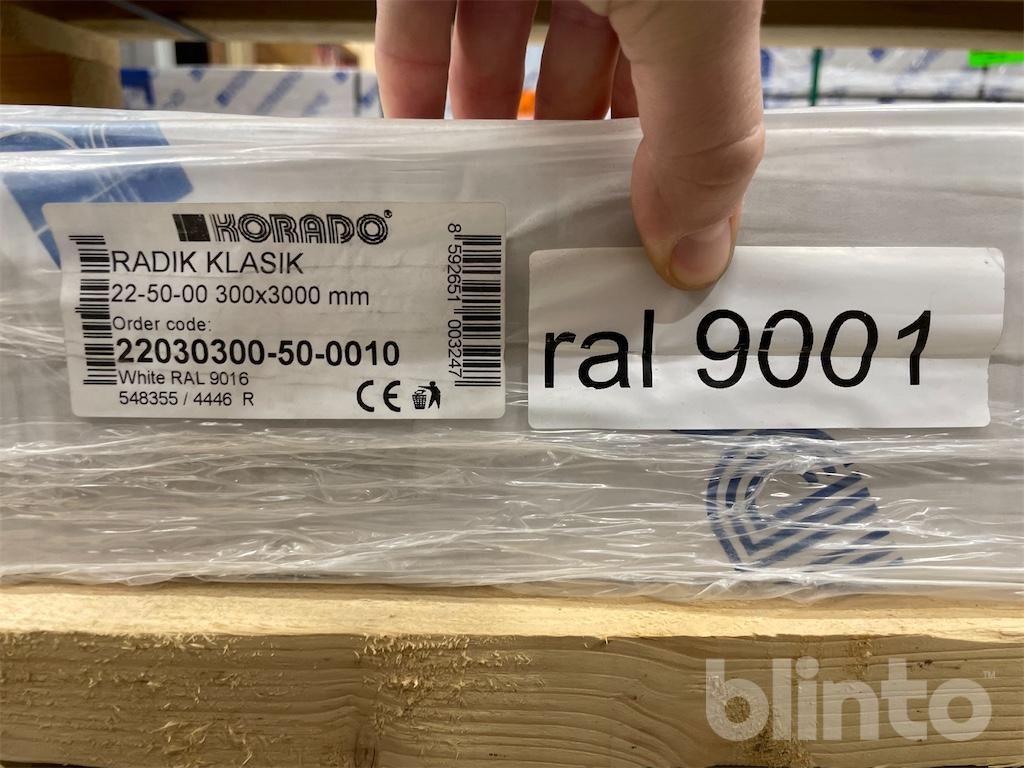 KORADO®
RADIK KLASIK
22-50-00 300x3000 mm
Order code:
22030300-50-0010
White RAL 9016
548355 / 4446 R
CE
8 592651 003247
ral 9001
blinto™